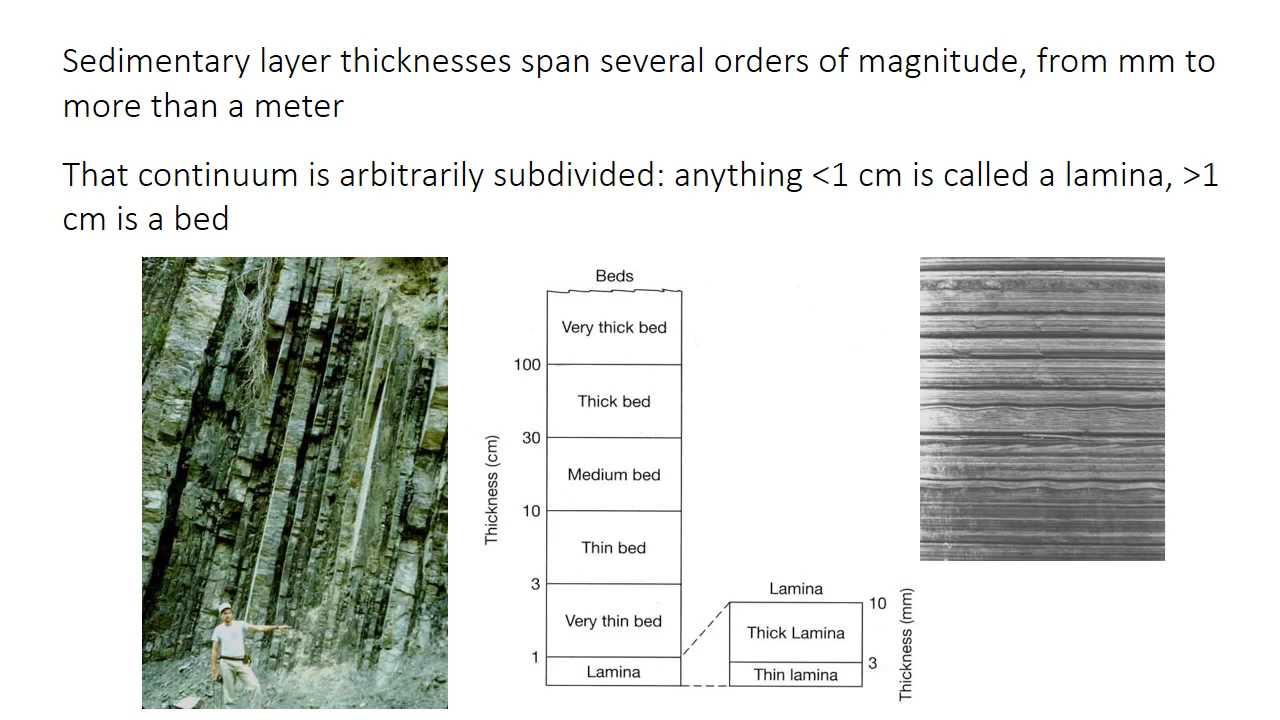 Sedimentary layer thicknesses span several orders of magnitude, from mm to
more than a meter
That continuum is arbitrarily subdivided: anything <1 cm is called a lamina, >1
cm is a bed
Beds
Very thick bed
100
Thick bed
30
Medium bed
10
Thin bed
3
Very thin bed
1
Lamina
Thickness (cm)
Lamina
10
Thick Lamina
3
Thin lamina
Thickness (mm)